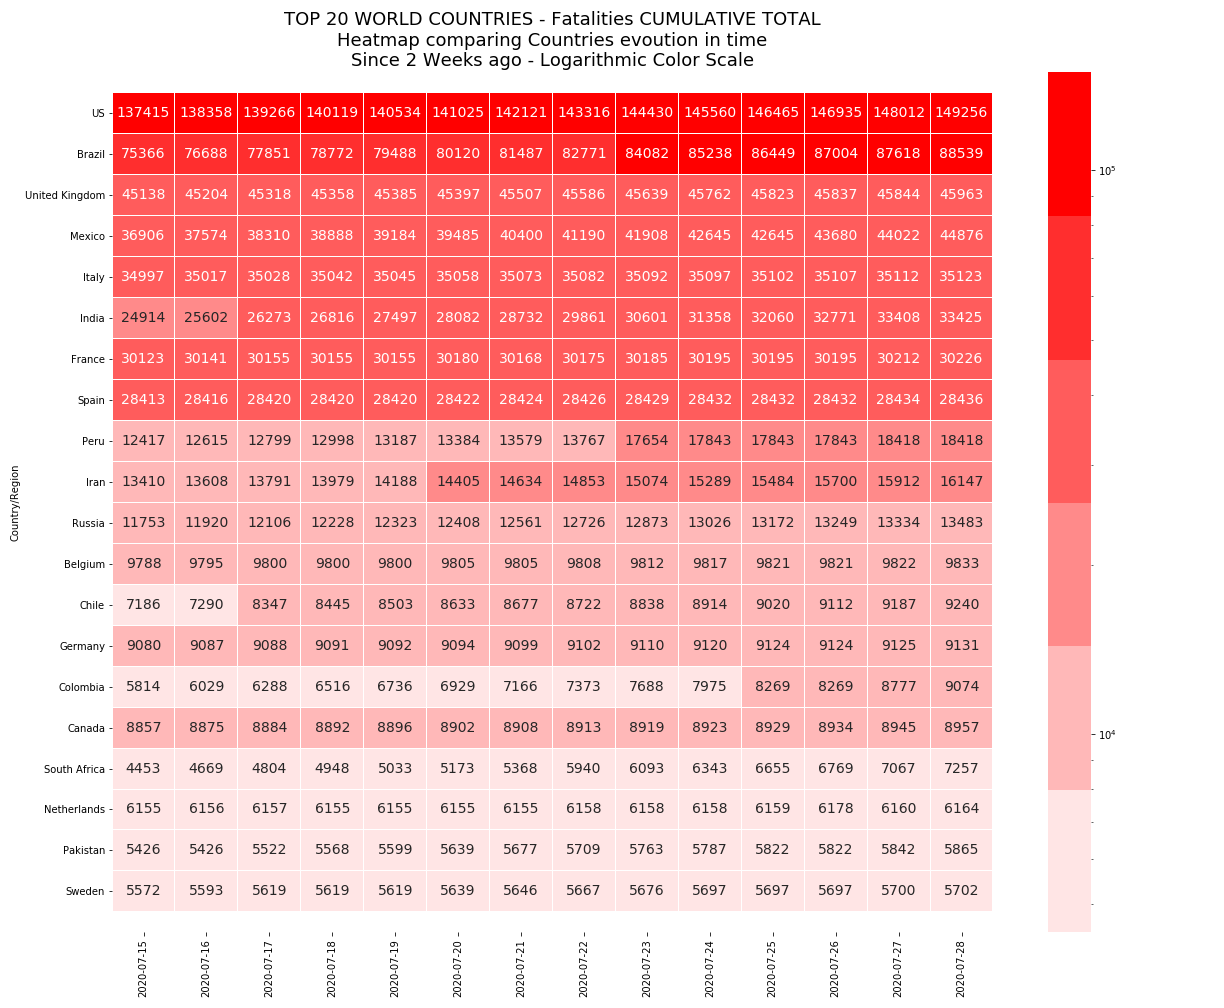 TOP 20 WORLD COUNTRIES - Fatalities CUMULATIVE TOTAL
Heatmap comparing Countries evoution in time
Since 2 Weeks ago - Logarithmic Color Scale
US 137415 138358 139266 140119 140534 141025 142121 143316 144430 145560 146465 146935 148012 149256
Brazil 75366 76688 77851 78772 79488 80120 81487 82771 84082 85238 86449 87004 87618 88539
United Kingdom 45138 45204 45318 45358 45385 45397 45507 45586 45639 45762 45823 45837 45844 45963
Mexico 36906 37574 38310 38888 39184 39485 40400 41190 41908 42645 42645 43680 44022 44876
Italy 34997 35017 35028 35042 35045 35058 35073 35082 35092 35097 35102 35107 35112 35123
India 24914 25602 26273 26816 27497 28082 28732 29861 30601 31358 32060 32771 33408 33425
France 30123 30141 30155 30155 30155 30180 30168 30175 30185 30195 30195 30195 30212 30226
Spain 28413 28416 28420 28420 28420 28422 28424 28426 28429 28432 28432 28432 28434 28436
Peru 12417 12615 12799 12998 13187 13384 13579 13767 17654 17843 17843 17843 18418 18418
Iran 13410 13608 13791 13979 14188 14405 14634 14853 15074 15289 15484 15700 15912 16147
Russia 11753 11920 12106 12228 12323 12408 12561 12726 12873 13026 13172 13249 13334 13483
Belgium 9788 9795 9800 9800 9800 9805 9805 9808 9812 9817 9821 9821 9822 9833
Chile 7186 7290 8347 8445 8503 8633 8677 8722 8838 8914 9020 9112 9187 9240
Germany 9080 9087 9088 9091 9092 9094 9099 9102 9110 9120 9124 9124 9125 9131
Colombia 5814 6029 6288 6516 6736 6929 7166 7373 7688 7975 8269 8269 8777 9074
Canada 8857 8875 8884 8892 8896 8902 8908 8913 8919 8923 8929 8934 8945 8957
South Africa 4453 4669 4804 4948 5033 5173 5368 5940 6093 6343 6655 6769 7067 7257
Netherlands 6155 6156 6157 6155 6155 6155 6155 6158 6158 6158 6159 6178 6160 6164
Pakistan 5426 5426 5522 5568 5599 5639 5677 5709 5763 5787 5822 5822 5842 5865
Sweden 5572 5593 5619 5619 5619 5639 5646 5667 5676 5697 5697 5697 5700 5702
2020-07-15 2020-07-16 2020-07-17 2020-07-18 2020-07-19 2020-07-20 2020-07-21 2020-07-22 2020-07-23 2020-07-24 2020-07-25 2020-07-26 2020-07-27 2020-07-28
Country/Region
10⁵
10⁴